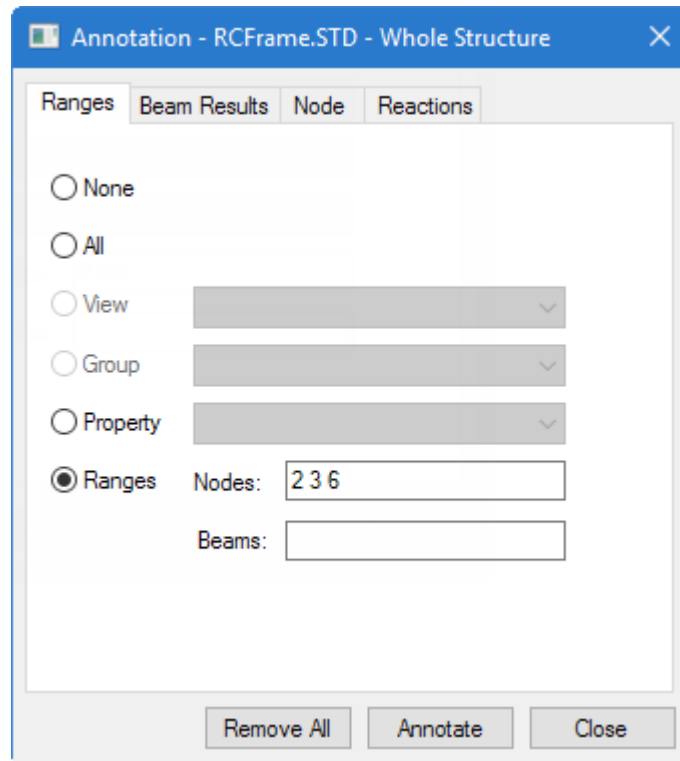 Annotation - RCFrame.STD - Whole Structure
Ranges Beam Results Node Reactions
None
All
View
Group
Property
Ranges Nodes: 2 3 6
Beams:
Remove All Annotate Close